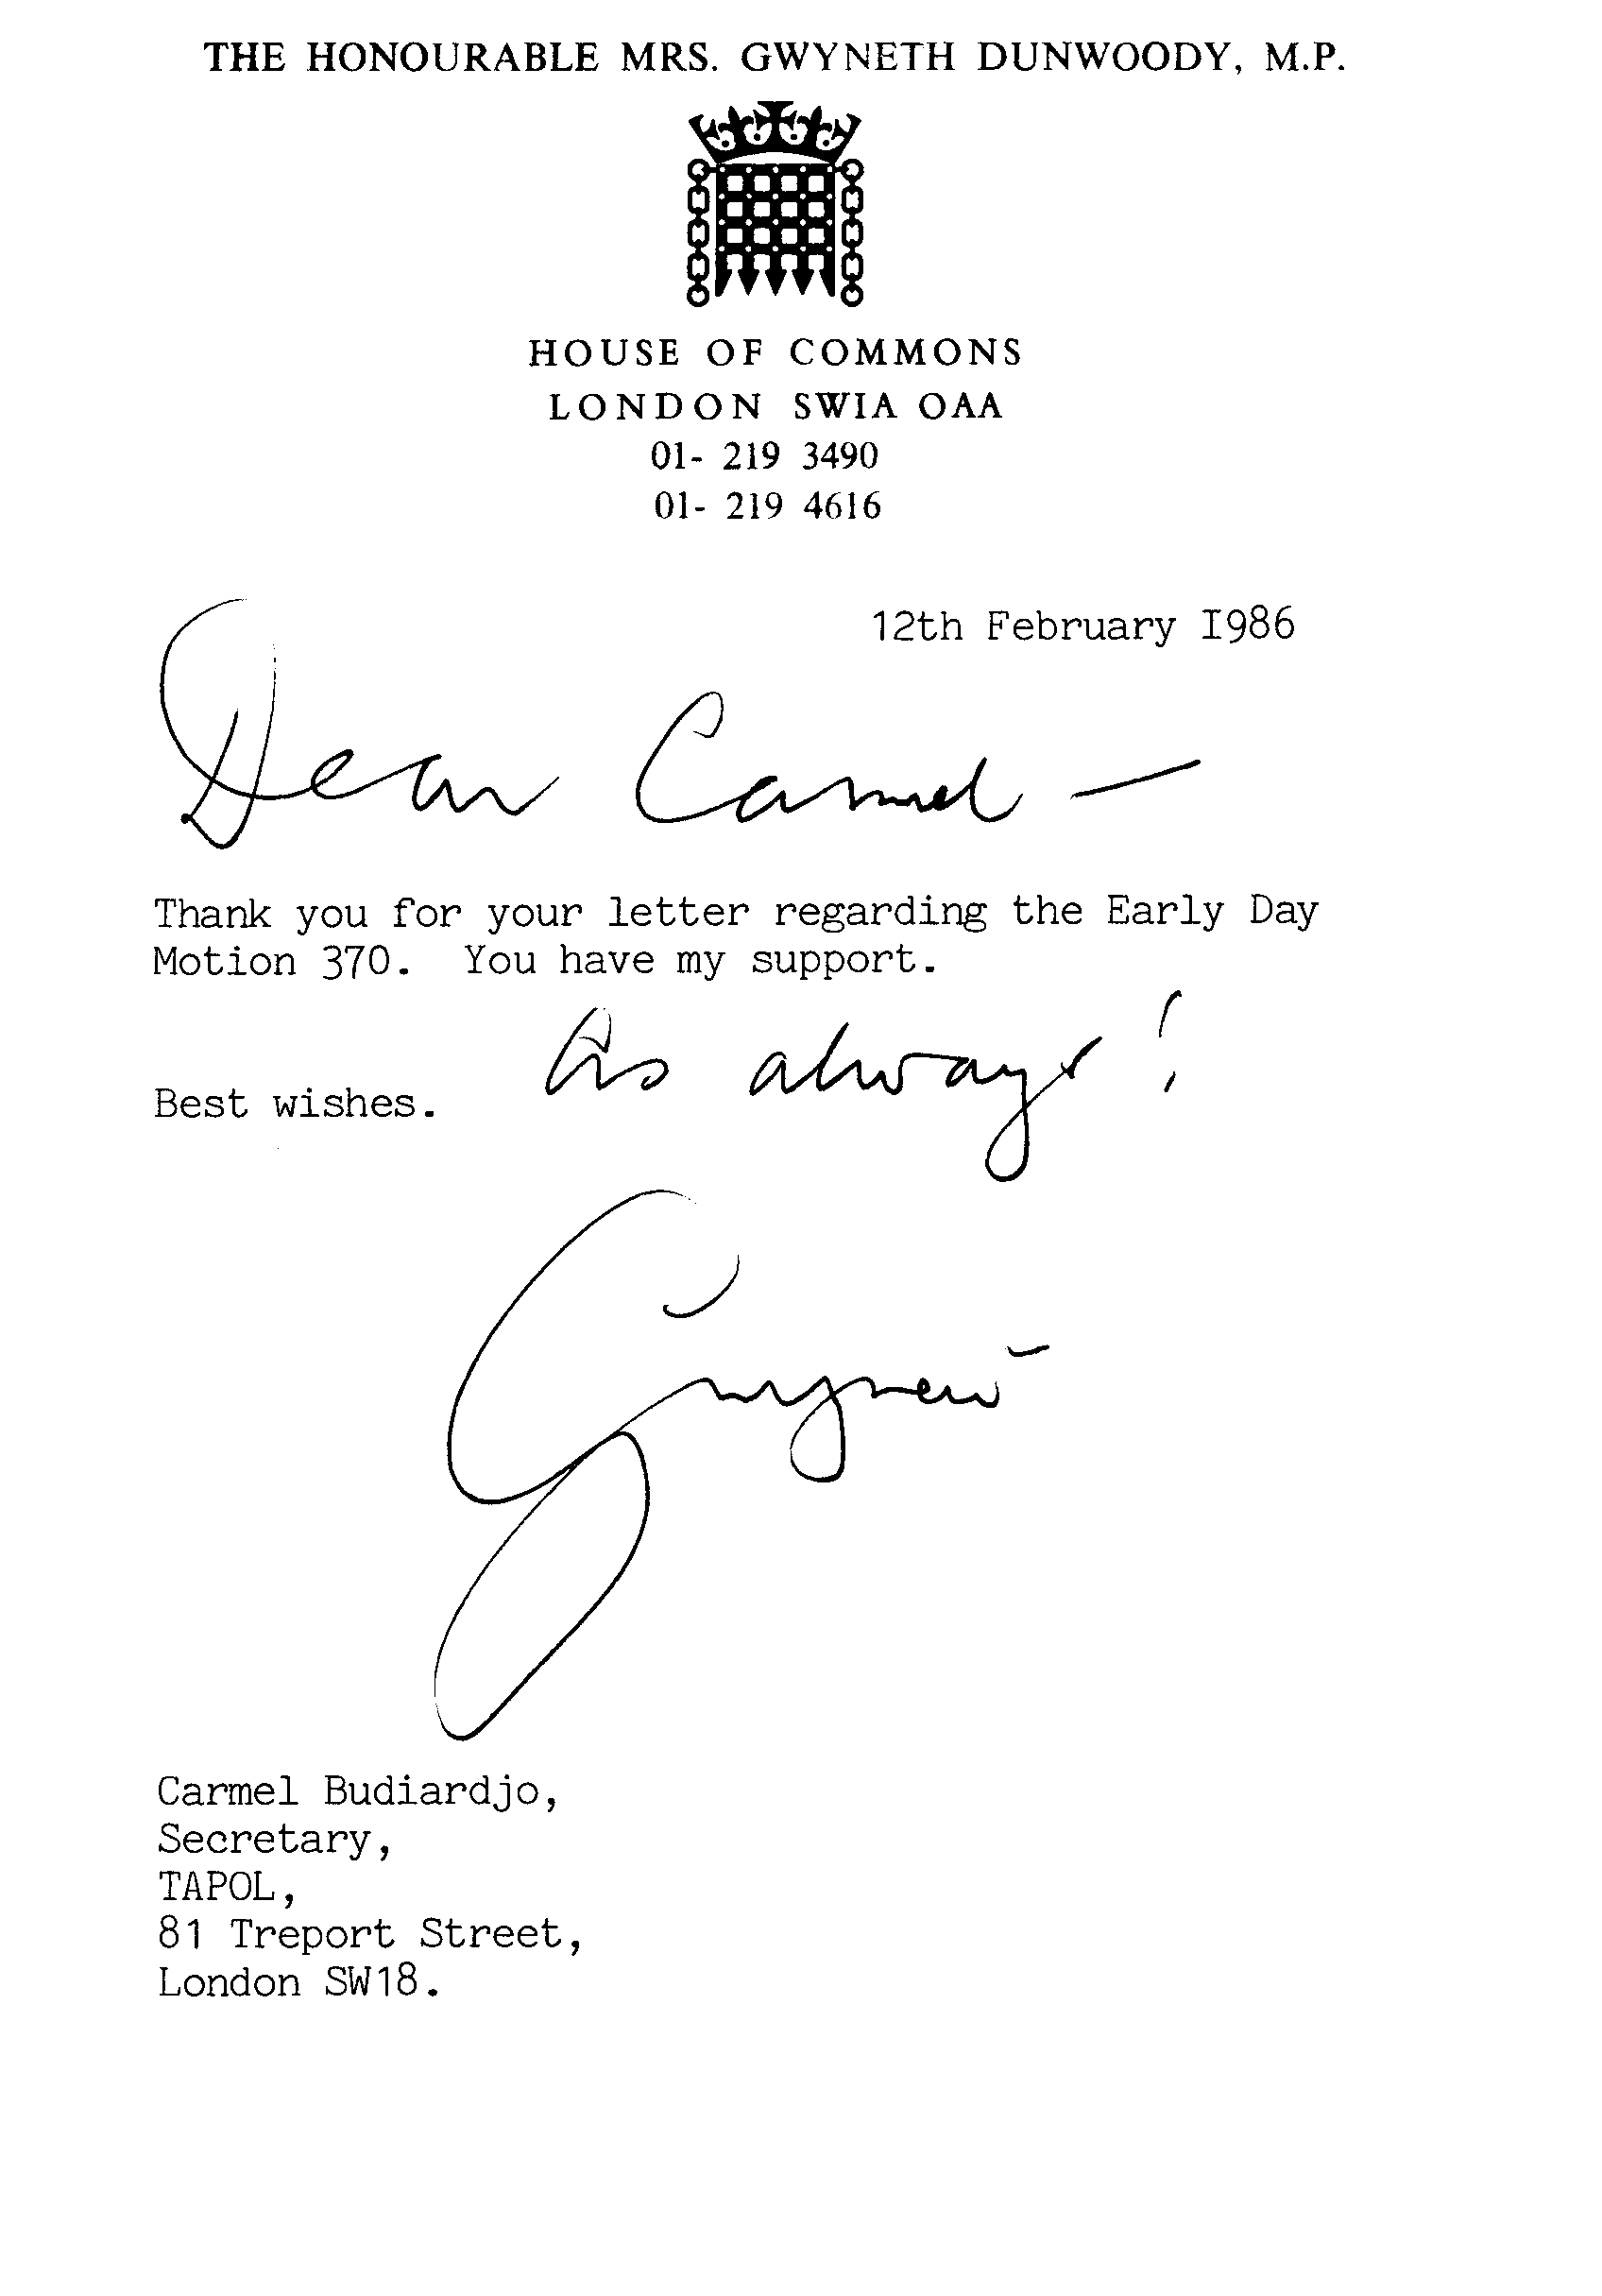 THE HONOURABLE MRS. GWYNETH DUNWOODY, M.P.
HOUSE OF COMMONS
LONDON SWIA OAA
01- 219 3490
01- 219 4616
12th February I986
Dear Carmel —
Thank you for your letter regarding the Early Day
Motion 370. You have my support.
As always!
Best wishes.
Gwyneth
Carmel Budiardjo,
Secretary,
TAPOL,
81 Treport Street,
London SW18.